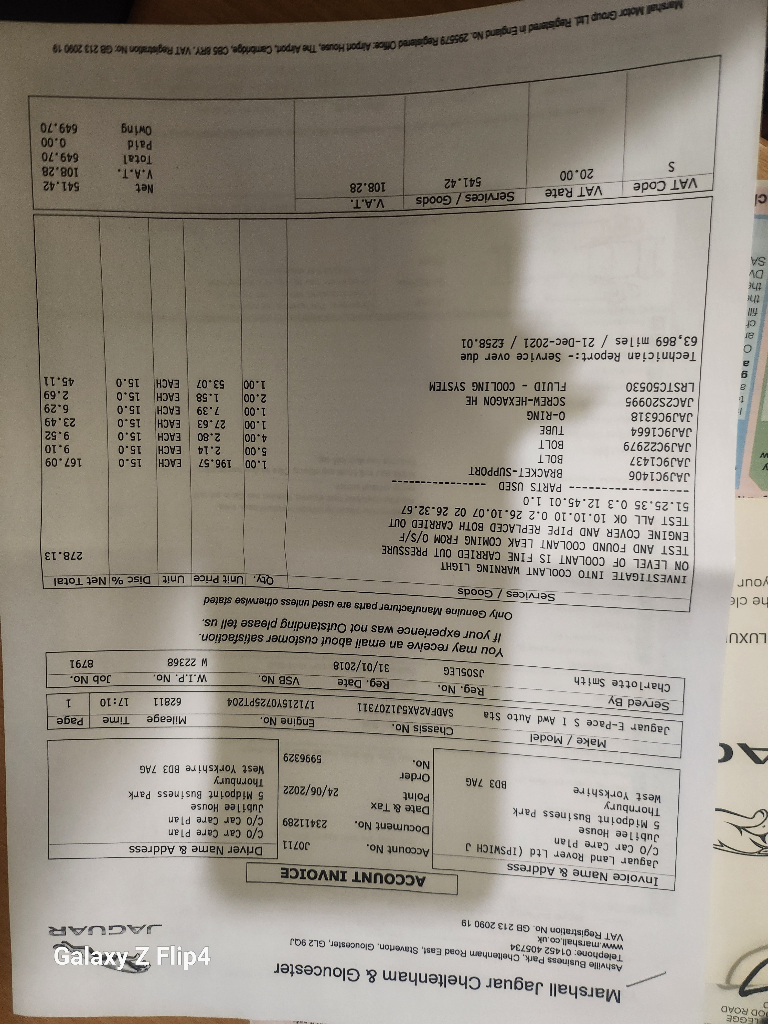 Marshall Jaguar Cheltenham & Gloucester
Ashville Business Park, Cheltenham Road East, Staverton, Gloucester, GL2 9QJ
Telephone: 01452 405734
www.marshall.co.uk
VAT Registration No. GB 213 2090 19
JAGUAR
ACCOUNT INVOICE
Invoice Name & Address
Jaguar Land Rover Ltd (IPSWICH J
C/O Car Care Plan
Jubilee House
5 Midpoint Business Park
Thornbury
West Yorkshire BD3 7AG
Account No. J0711
Document No. 23411289
Date & Tax Point 24/06/2022
Order No. 5996329
Driver Name & Address
C/O Car Care Plan
C/O Car Care Plan
Jubilee House
5 Midpoint Business Park
Thornbury
West Yorkshire BD3 7AG
Make / Model Chassis No. Engine No. Mileage Time Page
Jaguar E-Pace S I Awd Auto Sta SADFA2AX5J1Z07311 171215Y0725PT204 62811 17:10 1
Served By Reg. No. Reg. Date VSB No. W.I.P. No. Job No.
Charlotte Smith JS05LEG 31/01/2018 W 22368 8791
You may receive an email about customer satisfaction.
If your experience was not Outstanding please tell us.
Only Genuine Manufacturer parts are used unless otherwise stated
Services / Goods Qty. Unit Price Unit Disc % Net Total
INVESTIGATE INTO COOLANT WARNING LIGHT 278.13
ON LEVEL OF COOLANT IS FINE CARRIED OUT PRESSURE
TEST AND FOUND COOLANT LEAK COMING FROM O/S/F
ENGINE COVER AND PIPE REPLACED BOTH CARRIED OUT
TEST ALL OK 10.10.10 0.2 26.10.07 02 26.32.67
51.25.35 0.3 12.45.01 1.0
---------- PARTS USED ----------
JAJ9C1406 BRACKET-SUPPORT 1.00 196.57 EACH 15.0 167.09
JAJ9C1437 BOLT 5.00 2.14 EACH 15.0 9.10
JAJ9C22979 BOLT 4.00 2.80 EACH 15.0 9.52
JAJ9C1664 TUBE 1.00 27.63 EACH 15.0 23.49
JAJ9C6318 O-RING 1.00 7.39 EACH 15.0 6.29
JAC2S20995 SCREW-HEXAGON HE 2.00 1.58 EACH 15.0 2.69
LRSTC50530 FLUID - COOLING SYSTEM 1.00 53.07 EACH 15.0 45.11
Technician Report:- Service over due
63,869 miles / 21-Dec-2021 / £258.01
VAT Code VAT Rate Services / Goods V.A.T.
S 20.00 541.42 108.28
Net 541.42
V.A.T. 108.28
Total 649.70
Paid 0.00
Owing 649.70
Marshall Motor Group Ltd. Registered in England No. 295579 Registered Office: Airport House, The Airport, Cambridge, CB5 8RY. VAT Registration No: GB 213 2090 19
Galaxy Z Flip4